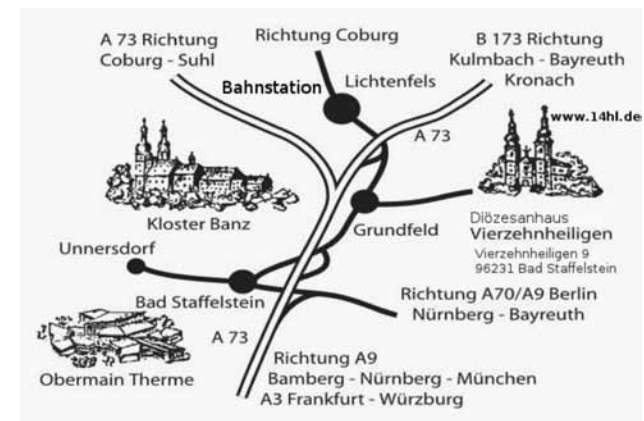 Richtung Coburg
A 73 Richtung
Coburg - Suhl
B 173 Richtung
Kulmbach - Bayreuth
Kronach
Bahnstation
Lichtenfels
www.14hl.de
A 73
Kloster Banz
Grundfeld
Diözesanhaus
Vierzehnheiligen
Vierzehnheiligen 9
96231 Bad Staffelstein
Unnersdorf
Bad Staffelstein
Richtung A70/A9 Berlin
Nürnberg - Bayreuth
A 73
Obermain Therme
Richtung A9
Bamberg - Nürnberg - München
A3 Frankfurt - Würzburg